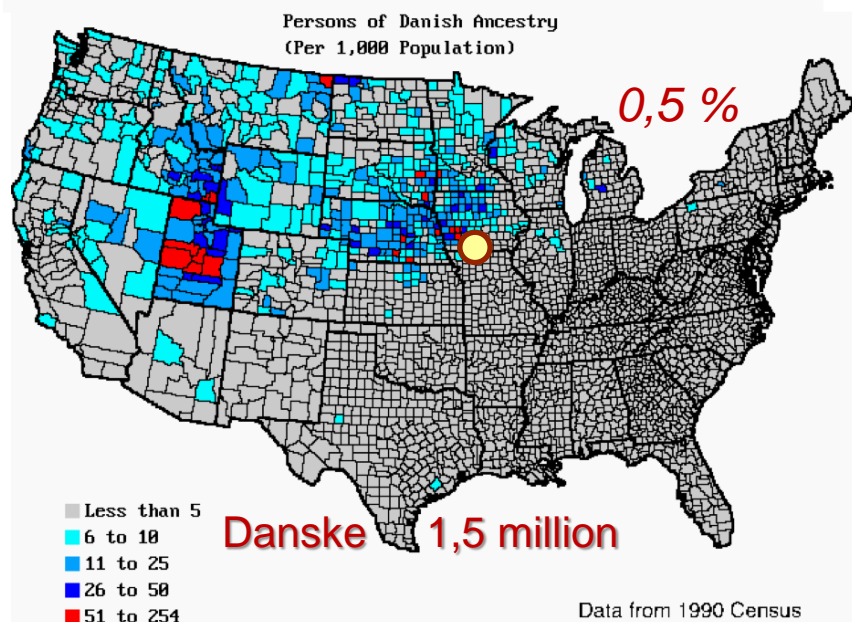 Persons of Danish Ancestry
(Per 1,000 Population)
0,5 %
Less than 5
6 to 10
11 to 25
26 to 50
51 to 254
Danske 1,5 million
Data from 1990 Census